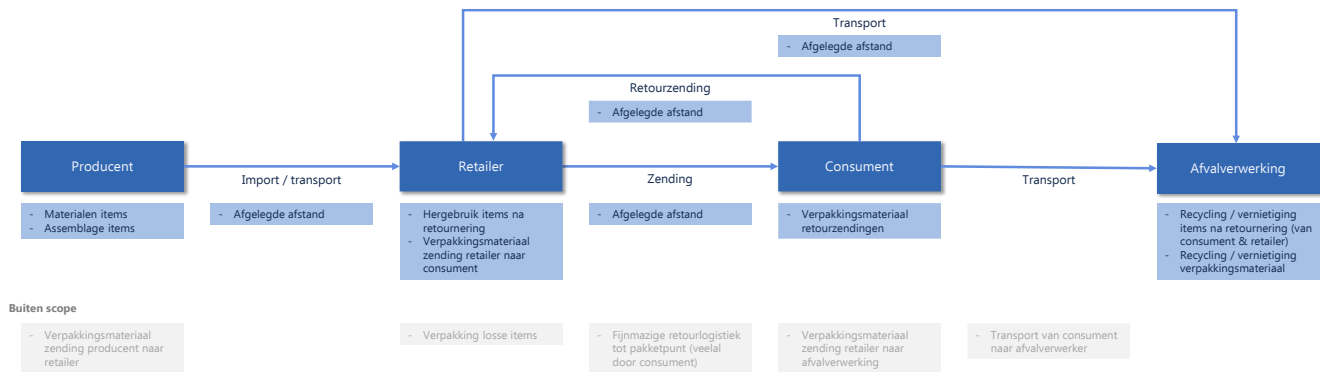 Transport
- Afgelegde afstand
Retourzending
- Afgelegde afstand
Producent
Retailer
Consument
Afvalverwerking
Import / transport
Zending
Transport
- Materialen items
- Assemblage items
- Afgelegde afstand
- Hergebruik items na
retournering
- Verpakkingsmateriaal
zending retailer naar
consument
- Afgelegde afstand
- Verpakkingsmateriaal
retourzendingen
- Recycling / vernietiging
items na retournering (van
consument & retailer)
- Recycling / vernietiging
verpakkingsmateriaal
Buiten scope
- Verpakkingsmateriaal
zending producent naar
retailer
- Verpakking losse items
- Fijnmazige retourlogistiek
tot pakketpunt (veelal
door consument)
- Verpakkingsmateriaal
zending retailer naar
afvalverwerking
- Transport van consument
naar afvalverwerker